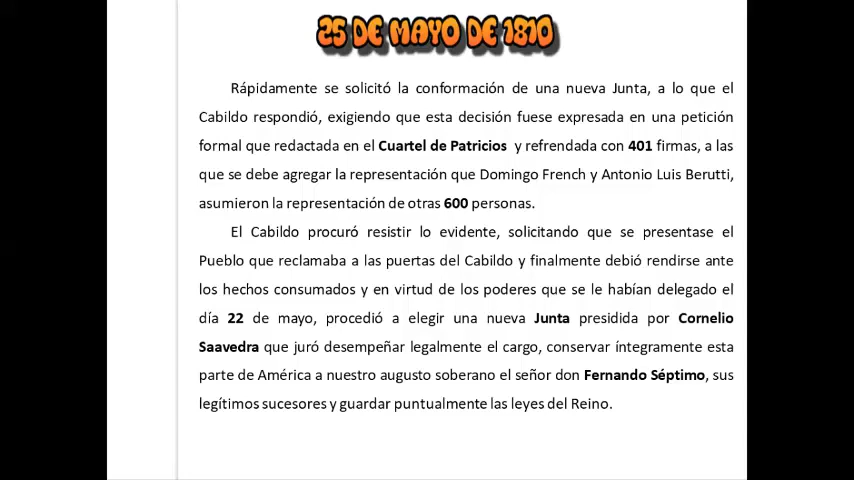 25 DE MAYO DE 1810
Rápidamente se solicitó la conformación de una nueva Junta, a lo que el
Cabildo respondió, exigiendo que esta decisión fuese expresada en una petición
formal que redactada en el Cuartel de Patricios y refrendada con 401 firmas, a las
que se debe agregar la representación que Domingo French y Antonio Luis Berutti,
asumieron la representación de otras 600 personas.
El Cabildo procuró resistir lo evidente, solicitando que se presentase el
Pueblo que reclamaba a las puertas del Cabildo y finalmente debió rendirse ante
los hechos consumados y en virtud de los poderes que se le habían delegado el
día 22 de mayo, procedió a elegir una nueva Junta presidida por Cornelio
Saavedra que juró desempeñar legalmente el cargo, conservar íntegramente esta
parte de América a nuestro augusto soberano el señor don Fernando Séptimo, sus
legítimos sucesores y guardar puntualmente las leyes del Reino.